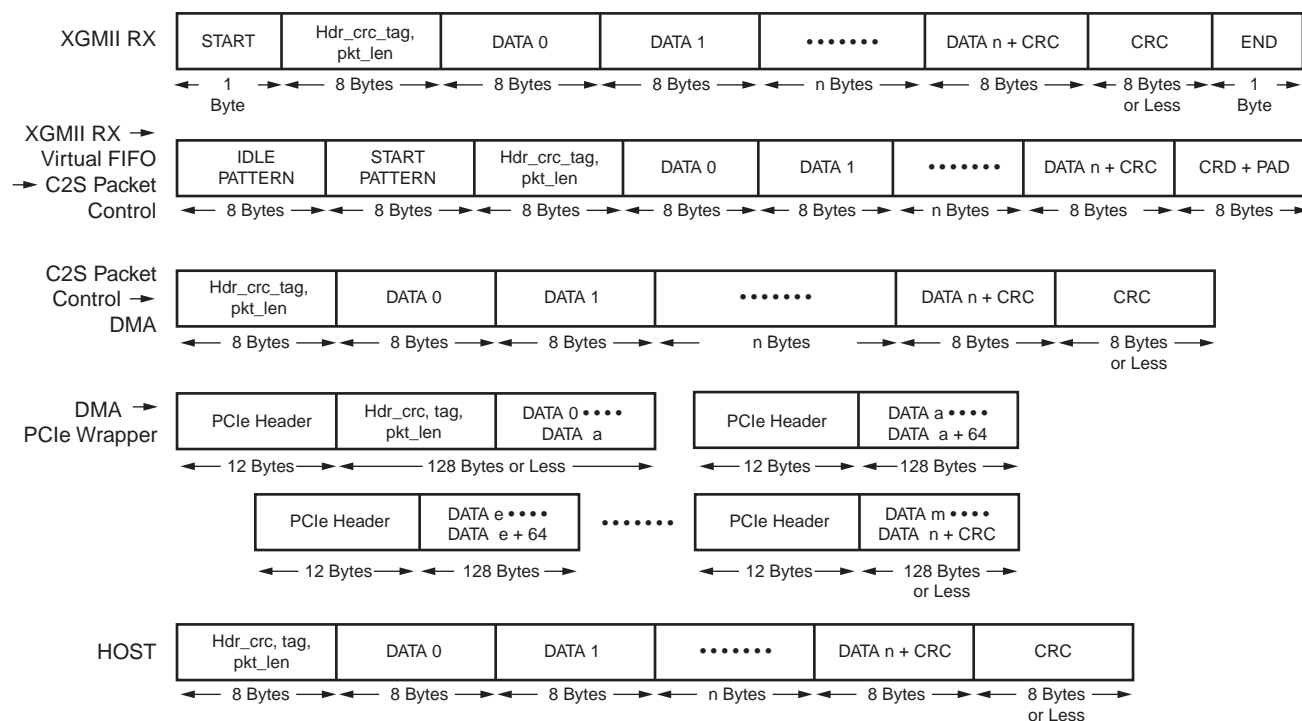 XGMII RX
START
Hdr_crc_tag,
pkt_len
DATA 0
DATA 1
•••••••
DATA n + CRC
CRC
END
1
Byte
8 Bytes
8 Bytes
8 Bytes
n Bytes
8 Bytes
8 Bytes
or Less
1
Byte
XGMII RX →
Virtual FIFO
→ C2S Packet
Control
IDLE
PATTERN
START
PATTERN
Hdr_crc_tag,
pkt_len
DATA 0
DATA 1
•••••••
DATA n + CRC
CRD + PAD
8 Bytes
8 Bytes
8 Bytes
8 Bytes
8 Bytes
n Bytes
8 Bytes
8 Bytes
C2S Packet
Control →
DMA
Hdr_crc_tag,
pkt_len
DATA 0
DATA 1
•••••••
DATA n + CRC
CRC
8 Bytes
8 Bytes
8 Bytes
n Bytes
8 Bytes
8 Bytes
or Less
DMA →
PCIe Wrapper
PCIe Header
Hdr_crc, tag,
pkt_len
DATA 0 ••••
DATA a
PCIe Header
DATA a ••••
DATA a + 64
12 Bytes
128 Bytes or Less
12 Bytes
128 Bytes
PCIe Header
DATA e ••••
DATA e + 64
•••••••
PCIe Header
DATA m ••••
DATA n + CRC
12 Bytes
128 Bytes
12 Bytes
128 Bytes
or Less
HOST
Hdr_crc, tag,
pkt_len
DATA 0
DATA 1
•••••••
DATA n + CRC
CRC
8 Bytes
8 Bytes
8 Bytes
n Bytes
8 Bytes
8 Bytes
or Less